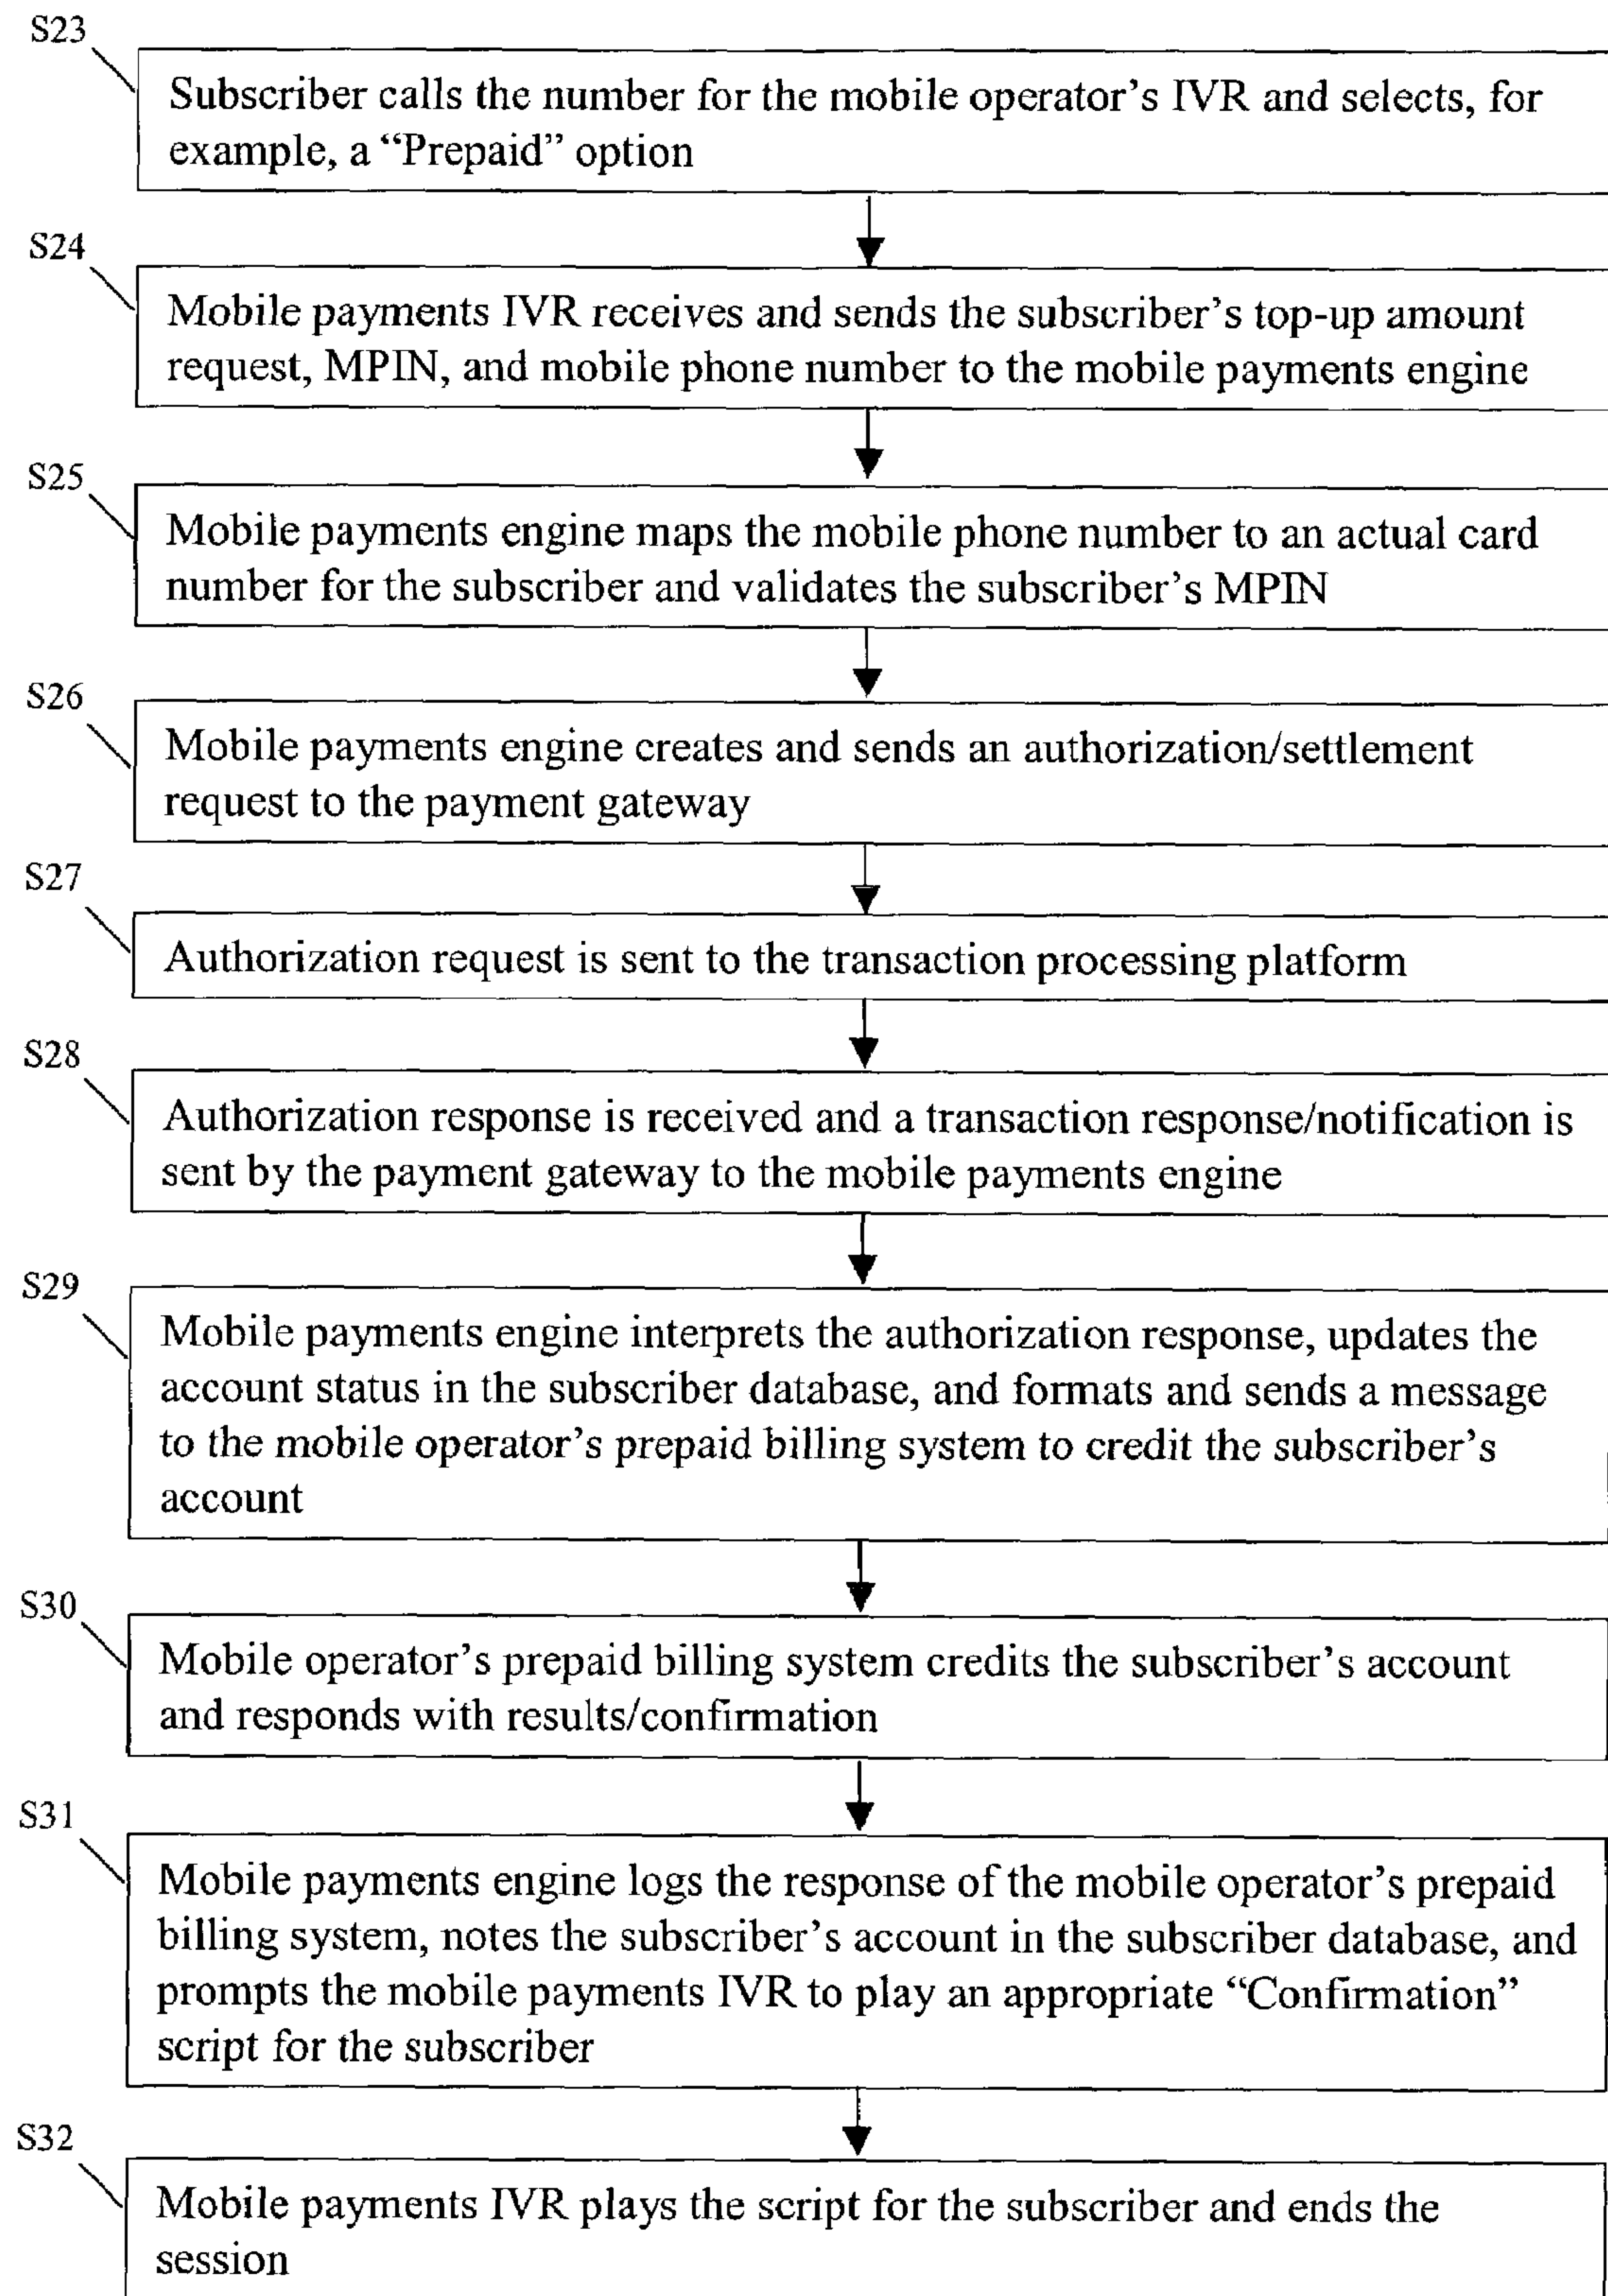 S23
Subscriber calls the number for the mobile operator's IVR and selects, for
example, a “Prepaid” option
S24
Mobile payments IVR receives and sends the subscriber's top-up amount
request, MPIN, and mobile phone number to the mobile payments engine
S25
Mobile payments engine maps the mobile phone number to an actual card
number for the subscriber and validates the subscriber's MPIN
S26
Mobile payments engine creates and sends an authorization/settlement
request to the payment gateway
S27
Authorization request is sent to the transaction processing platform
S28
Authorization response is received and a transaction response/notification is
sent by the payment gateway to the mobile payments engine
S29
Mobile payments engine interprets the authorization response, updates the
account status in the subscriber database, and formats and sends a message
to the mobile operator's prepaid billing system to credit the subscriber's
account
S30
Mobile operator's prepaid billing system credits the subscriber's account
and responds with results/confirmation
S31
Mobile payments engine logs the response of the mobile operator's prepaid
billing system, notes the subscriber's account in the subscriber database, and
prompts the mobile payments IVR to play an appropriate “Confirmation”
script for the subscriber
S32
Mobile payments IVR plays the script for the subscriber and ends the
session